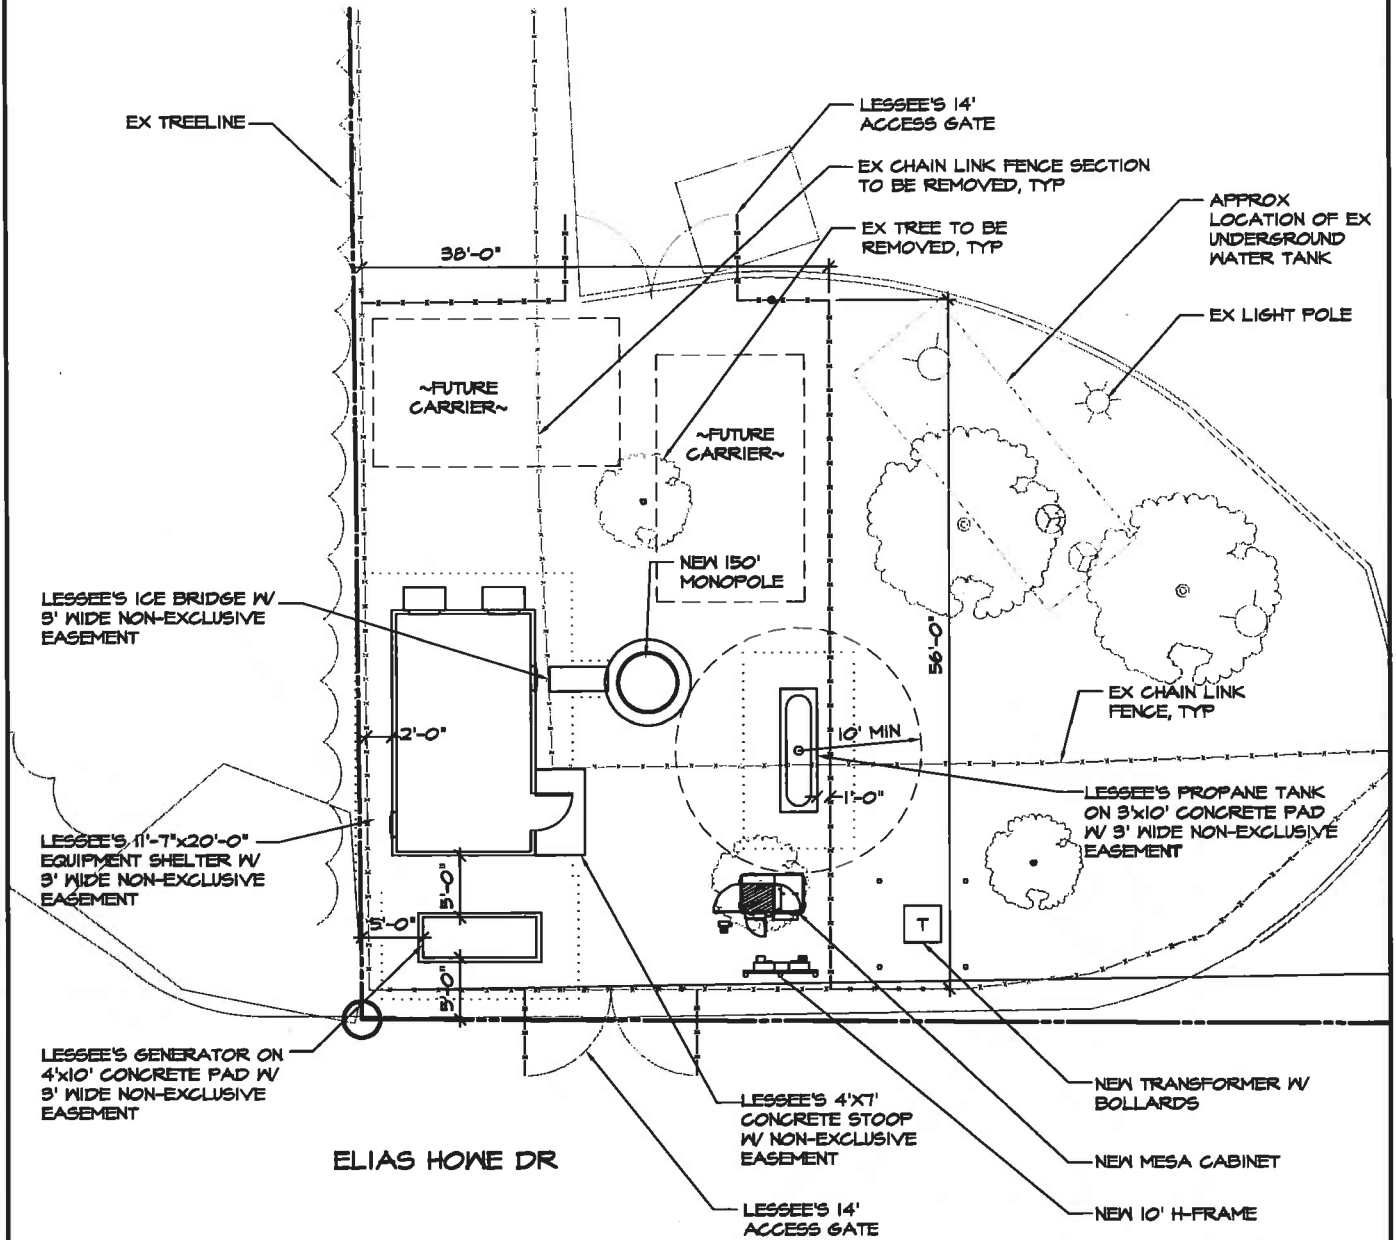 EX TREELINE
LESSEE'S 14'
ACCESS GATE
EX CHAIN LINK FENCE SECTION
TO BE REMOVED, TYP
EX TREE TO BE
REMOVED, TYP
APPROX
LOCATION OF EX
UNDERGROUND
WATER TANK
EX LIGHT POLE
38'-0"
~FUTURE
CARRIER~
~FUTURE
CARRIER~
NEW 150'
MONOPOLE
LESSEE'S ICE BRIDGE W/
5' WIDE NON-EXCLUSIVE
EASEMENT
56'-0"
EX CHAIN LINK
FENCE, TYP
2'-0"
10' MIN
1'-0"
LESSEE'S PROPANE TANK
ON 3'x10' CONCRETE PAD
W/ 3' WIDE NON-EXCLUSIVE
EASEMENT
LESSEE'S 11'-7"x20'-0"
EQUIPMENT SHELTER W/
3' WIDE NON-EXCLUSIVE
EASEMENT
5'-0"
5'-0"
5'-0"
T
LESSEE'S GENERATOR ON
4'x10' CONCRETE PAD W/
3' WIDE NON-EXCLUSIVE
EASEMENT
LESSEE'S 4'X7'
CONCRETE STOOP
W/ NON-EXCLUSIVE
EASEMENT
NEW TRANSFORMER W/
BOLLARDS
NEW MESA CABINET
NEW 10' H-FRAME
LESSEE'S 14'
ACCESS GATE
ELIAS HOWE DR